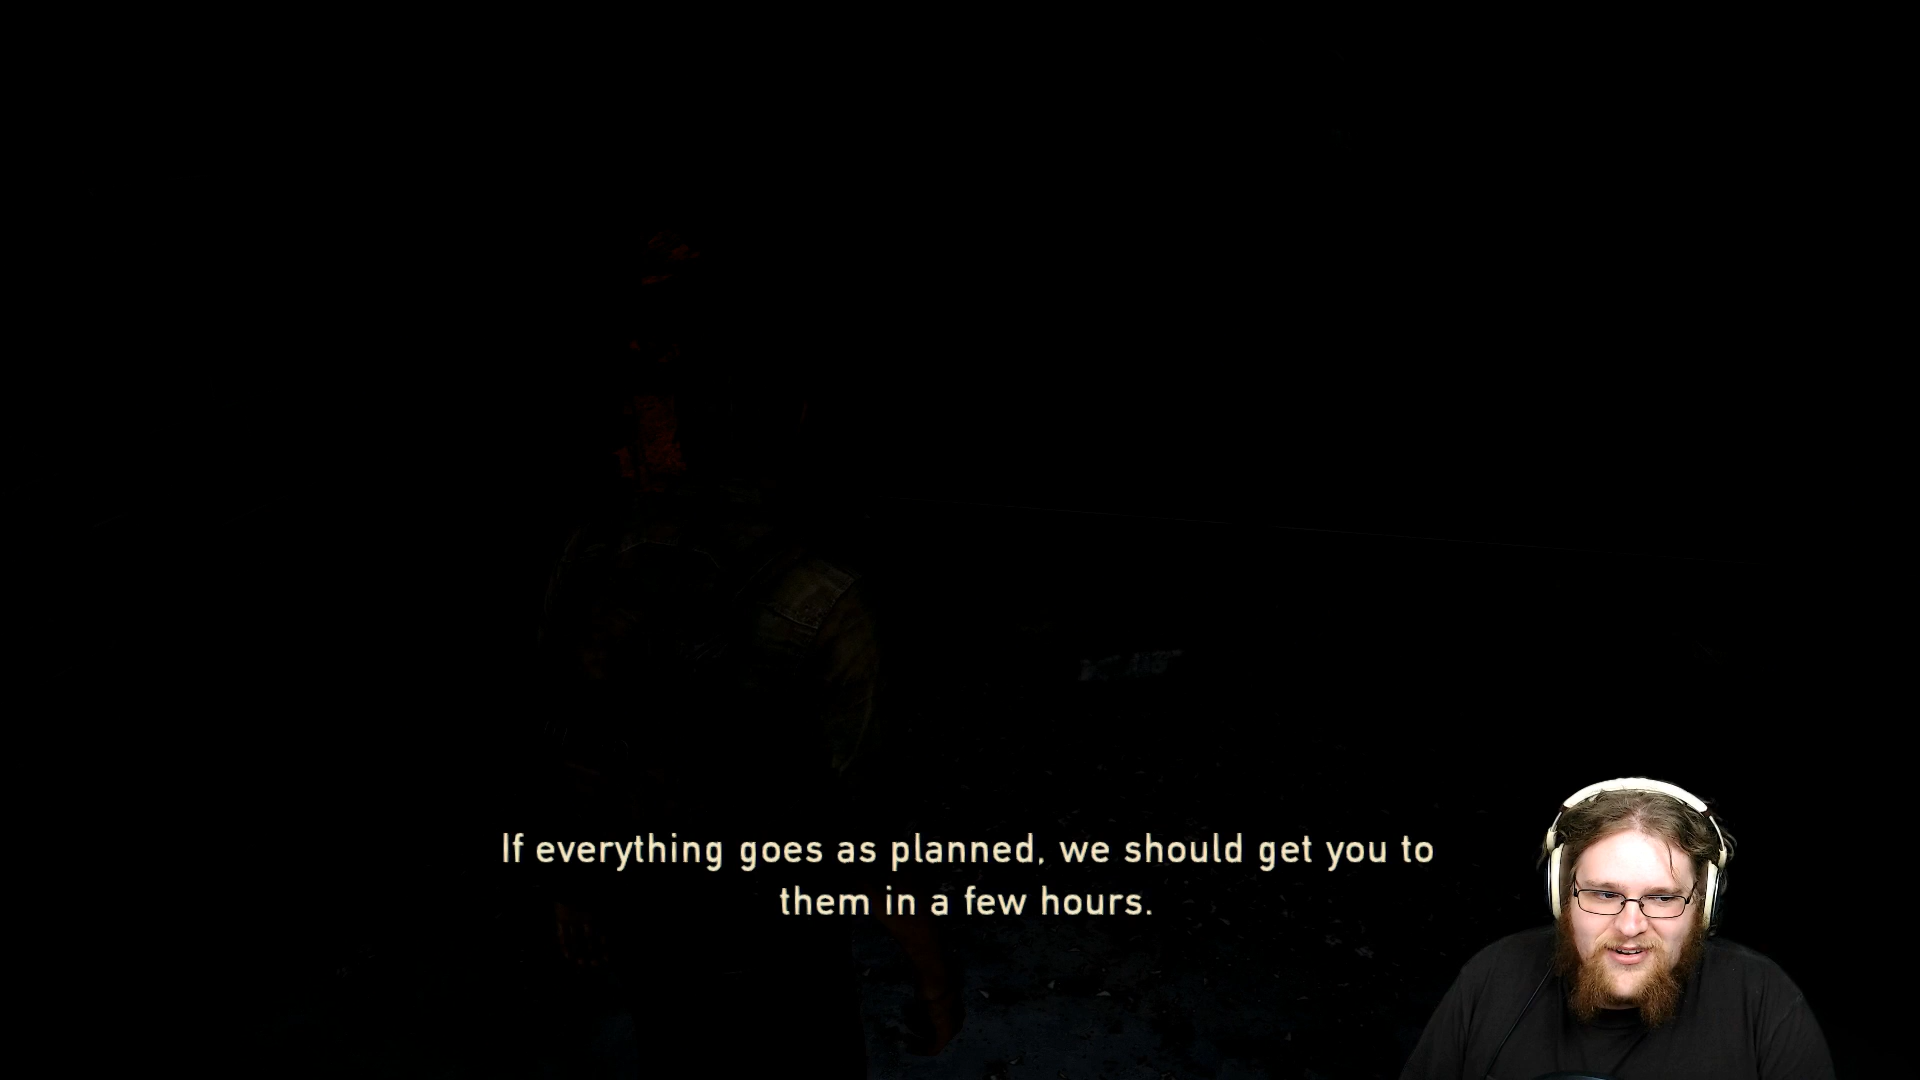 If everything goes as planned, we should get you to
them in a few hours.